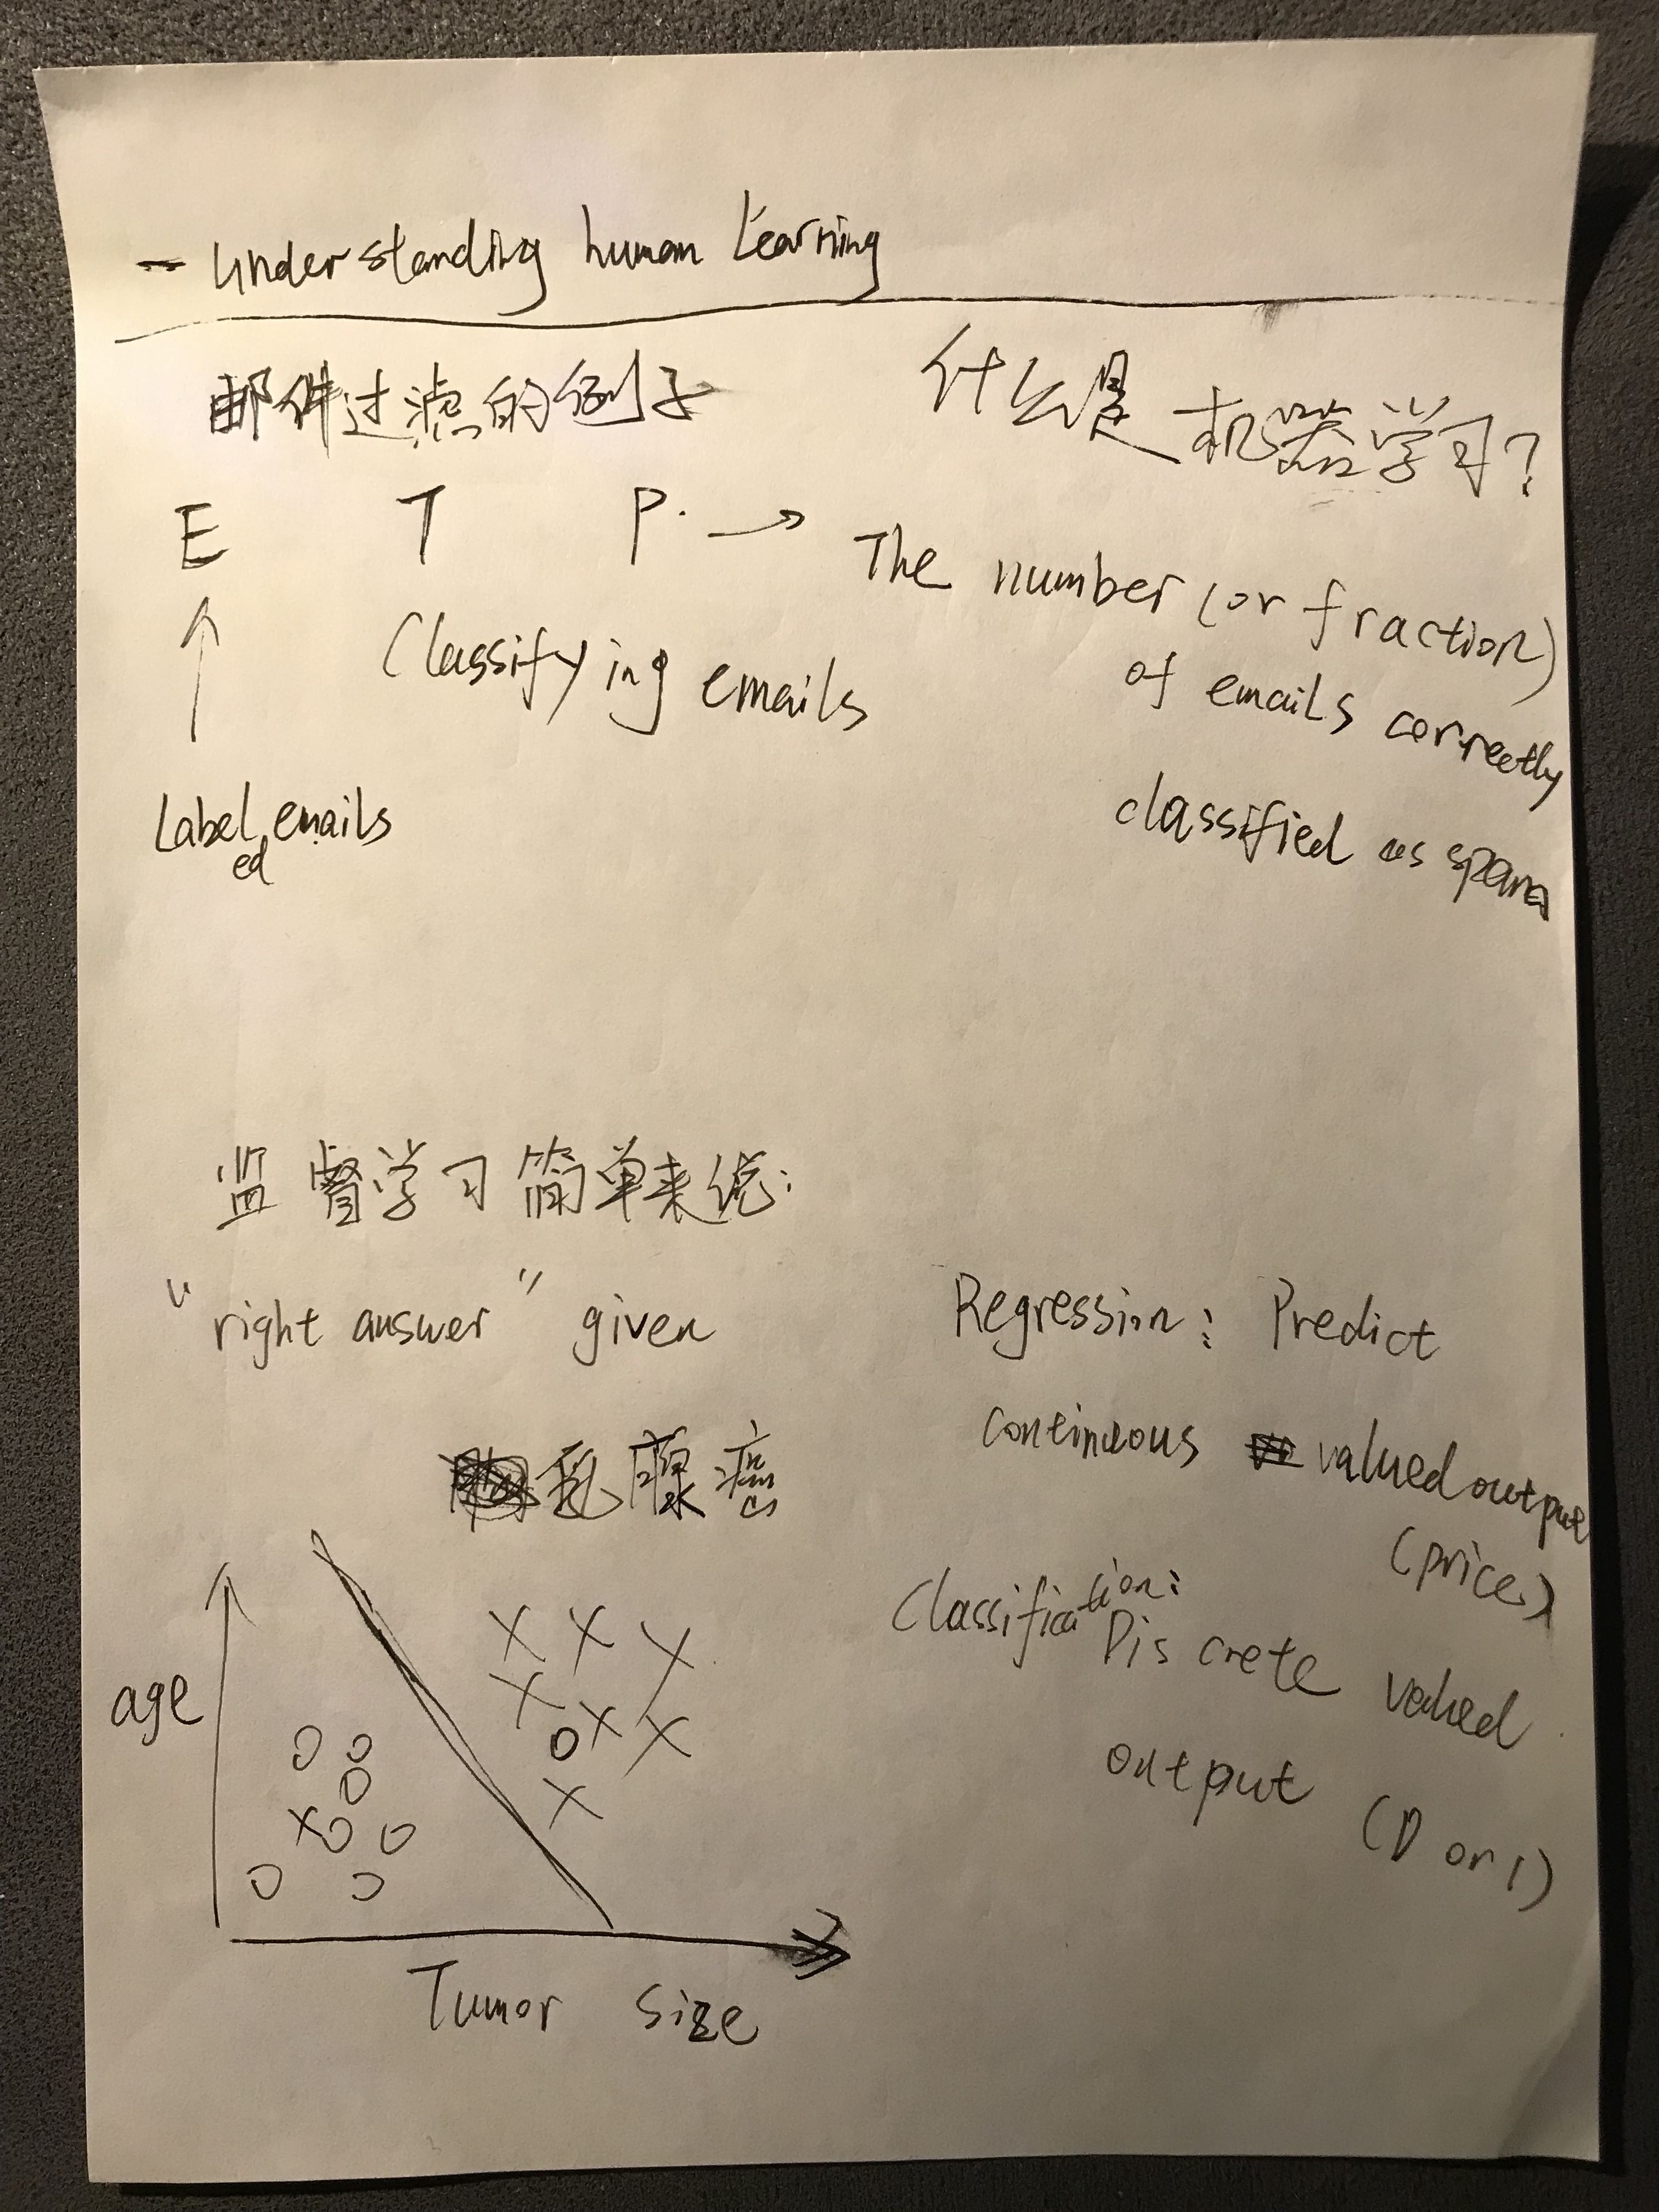 - Understanding human Learning
邮件过滤的例子
什么是机器学习?
E T P. →
The number (or fraction)
of emails correctly
classified as spam
Classifying emails
Labeled emails
监督学习简单来说:
"right answer" given
Regression: Predict
continuous valued output
(price)
乳腺癌
Classification:
Discrete valued
output (0 or 1)
age
Tumor size